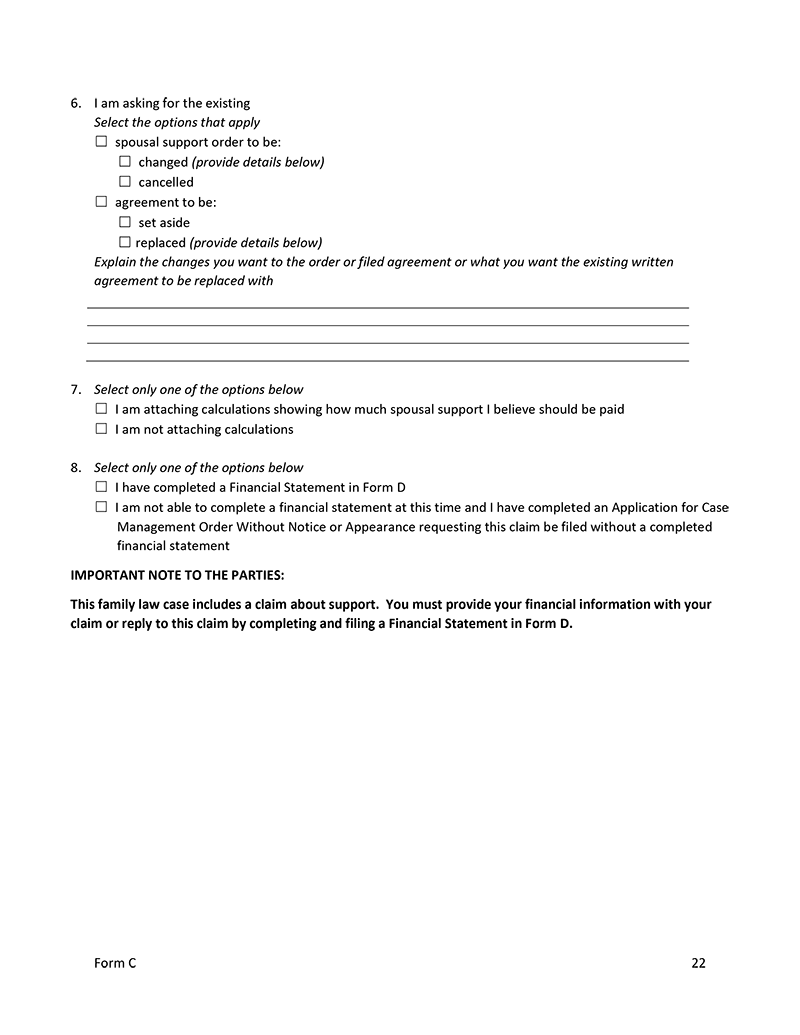 6. I am asking for the existing
Select the options that apply
☐ spousal support order to be:
☐ changed (provide details below)
☐ cancelled
☐ agreement to be:
☐ set aside
☐ replaced (provide details below)
Explain the changes you want to the order or filed agreement or what you want the existing written
agreement to be replaced with
7. Select only one of the options below
☐ I am attaching calculations showing how much spousal support I believe should be paid
☐ I am not attaching calculations
8. Select only one of the options below
☐ I have completed a Financial Statement in Form D
☐ I am not able to complete a financial statement at this time and I have completed an Application for Case
Management Order Without Notice or Appearance requesting this claim be filed without a completed
financial statement
IMPORTANT NOTE TO THE PARTIES:
This family law case includes a claim about support. You must provide your financial information with your
claim or reply to this claim by completing and filing a Financial Statement in Form D.
Form C 22